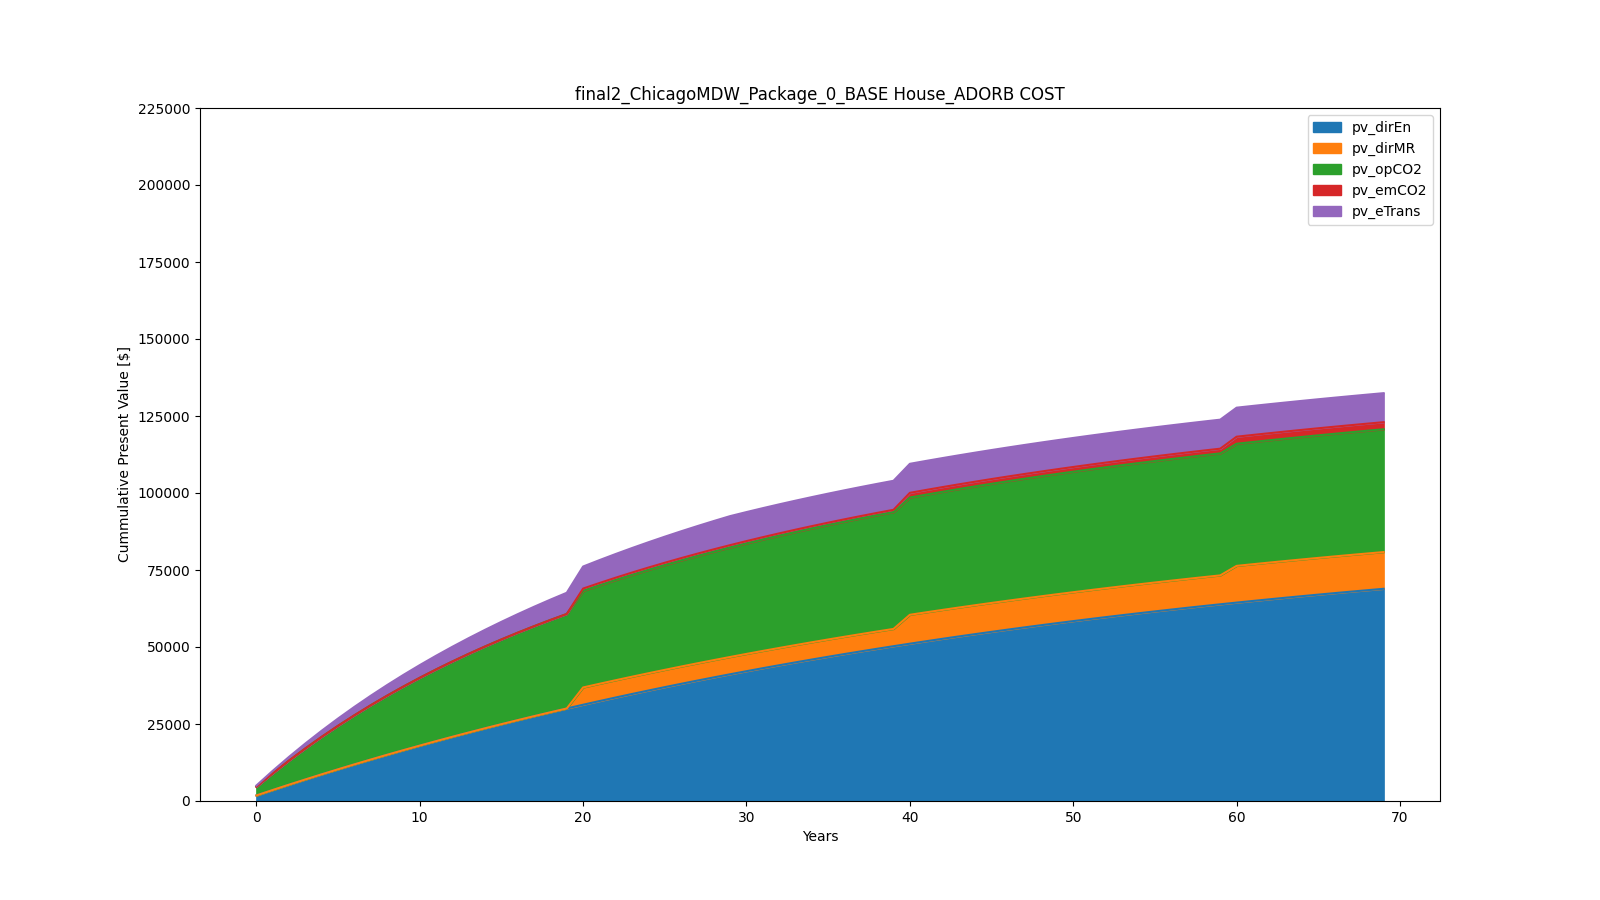 final2_ChicagoMDW_Package_0_BASE House_ADORB COST
225000
200000
175000
150000
125000
100000
75000
50000
25000
0
Cummulative Present Value [$]
pv_dirEn
pv_dirMR
pv_opCO2
pv_emCO2
pv_eTrans
0 10 20 30 40 50 60 70
Years